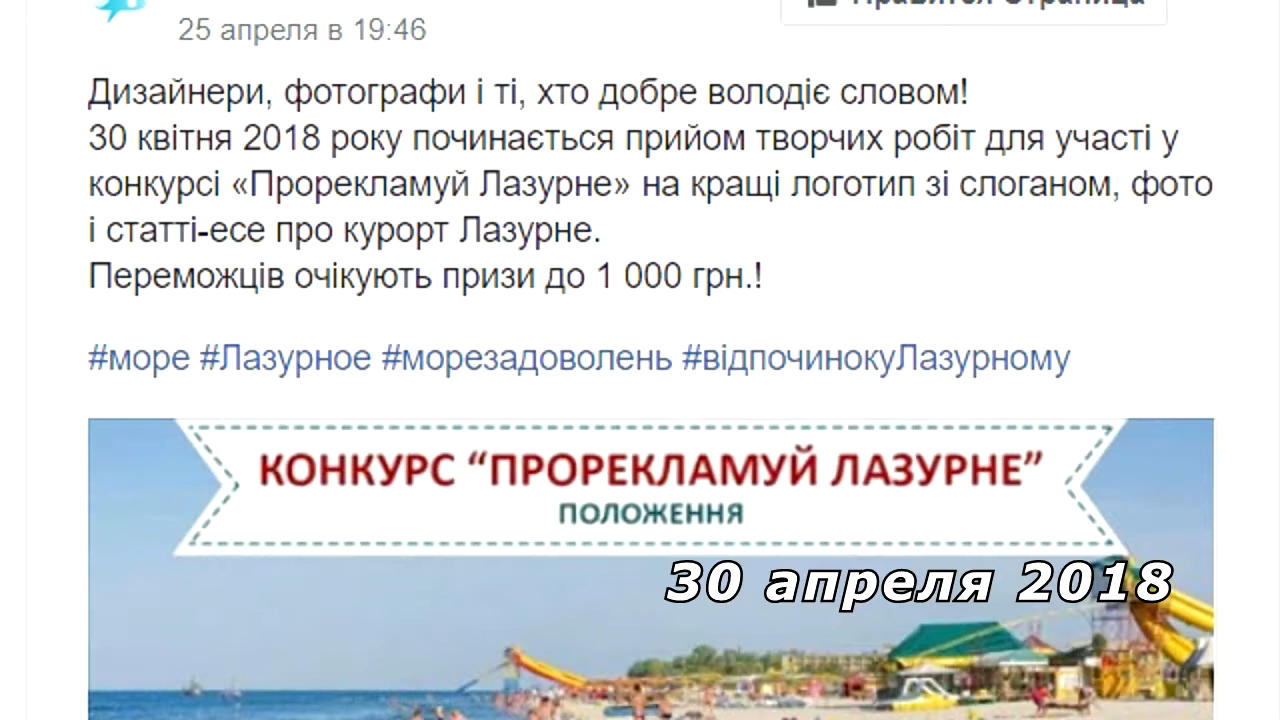 25 апреля в 19:46
Дизайнери, фотографи і ті, хто добре володіє словом!
30 квітня 2018 року починається прийом творчих робіт для участі у
конкурсі «Прорекламуй Лазурне» на кращі логотип зі слоганом, фото
і статті-есе про курорт Лазурне.
Переможців очікують призи до 1 000 грн.!
#море #Лазурное #морезадоволень #відпочинокуЛазурному
КОНКУРС “ПРОРЕКЛАМУЙ ЛАЗУРНЕ”
ПОЛОЖЕННЯ
30 апреля 2018